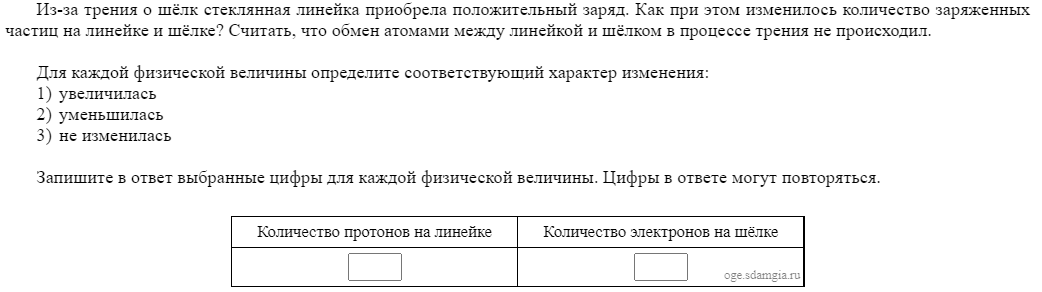 Из-за трения о шёлк стеклянная линейка приобрела положительный заряд. Как при этом изменилось количество заряженных
частиц на линейке и шёлке? Считать, что обмен атомами между линейкой и шёлком в процессе трения не происходил.
Для каждой физической величины определите соответствующий характер изменения:
1) увеличилась
2) уменьшилась
3) не изменилась
Запишите в ответ выбранные цифры для каждой физической величины. Цифры в ответе могут повторяться.
Количество протонов на линейке Количество электронов на шёлке
oge.sdamgia.ru